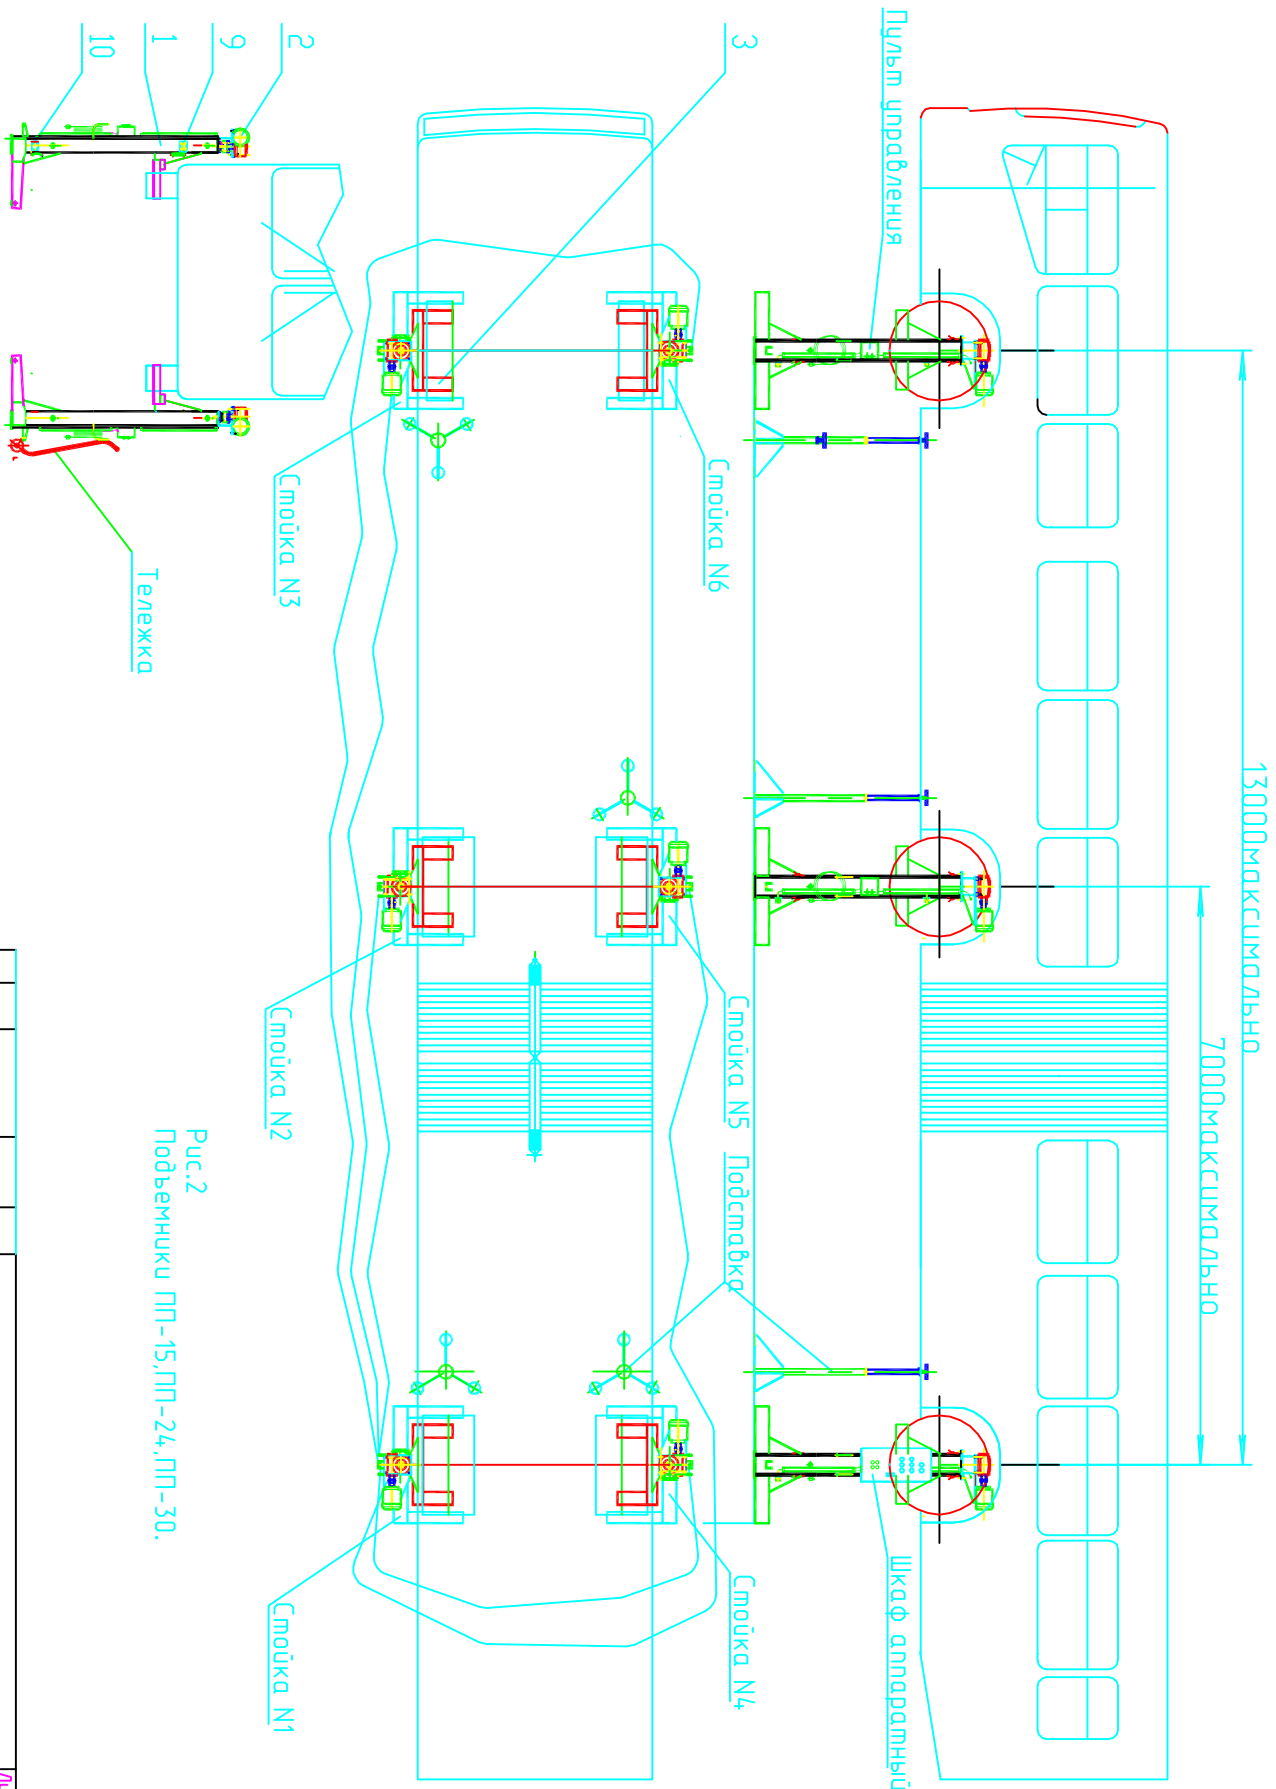 13000максимально
7000максимально
Пульт управления
Шкаф аппаратный
3
Стойка N6
Стойка N5
Подставка
Стойка N4
2
9
1
10
Стойка N3
Стойка N2
Стойка N1
Тележка
Рис.2
Подъемники ПП-15,ПП-24,ПП-30.